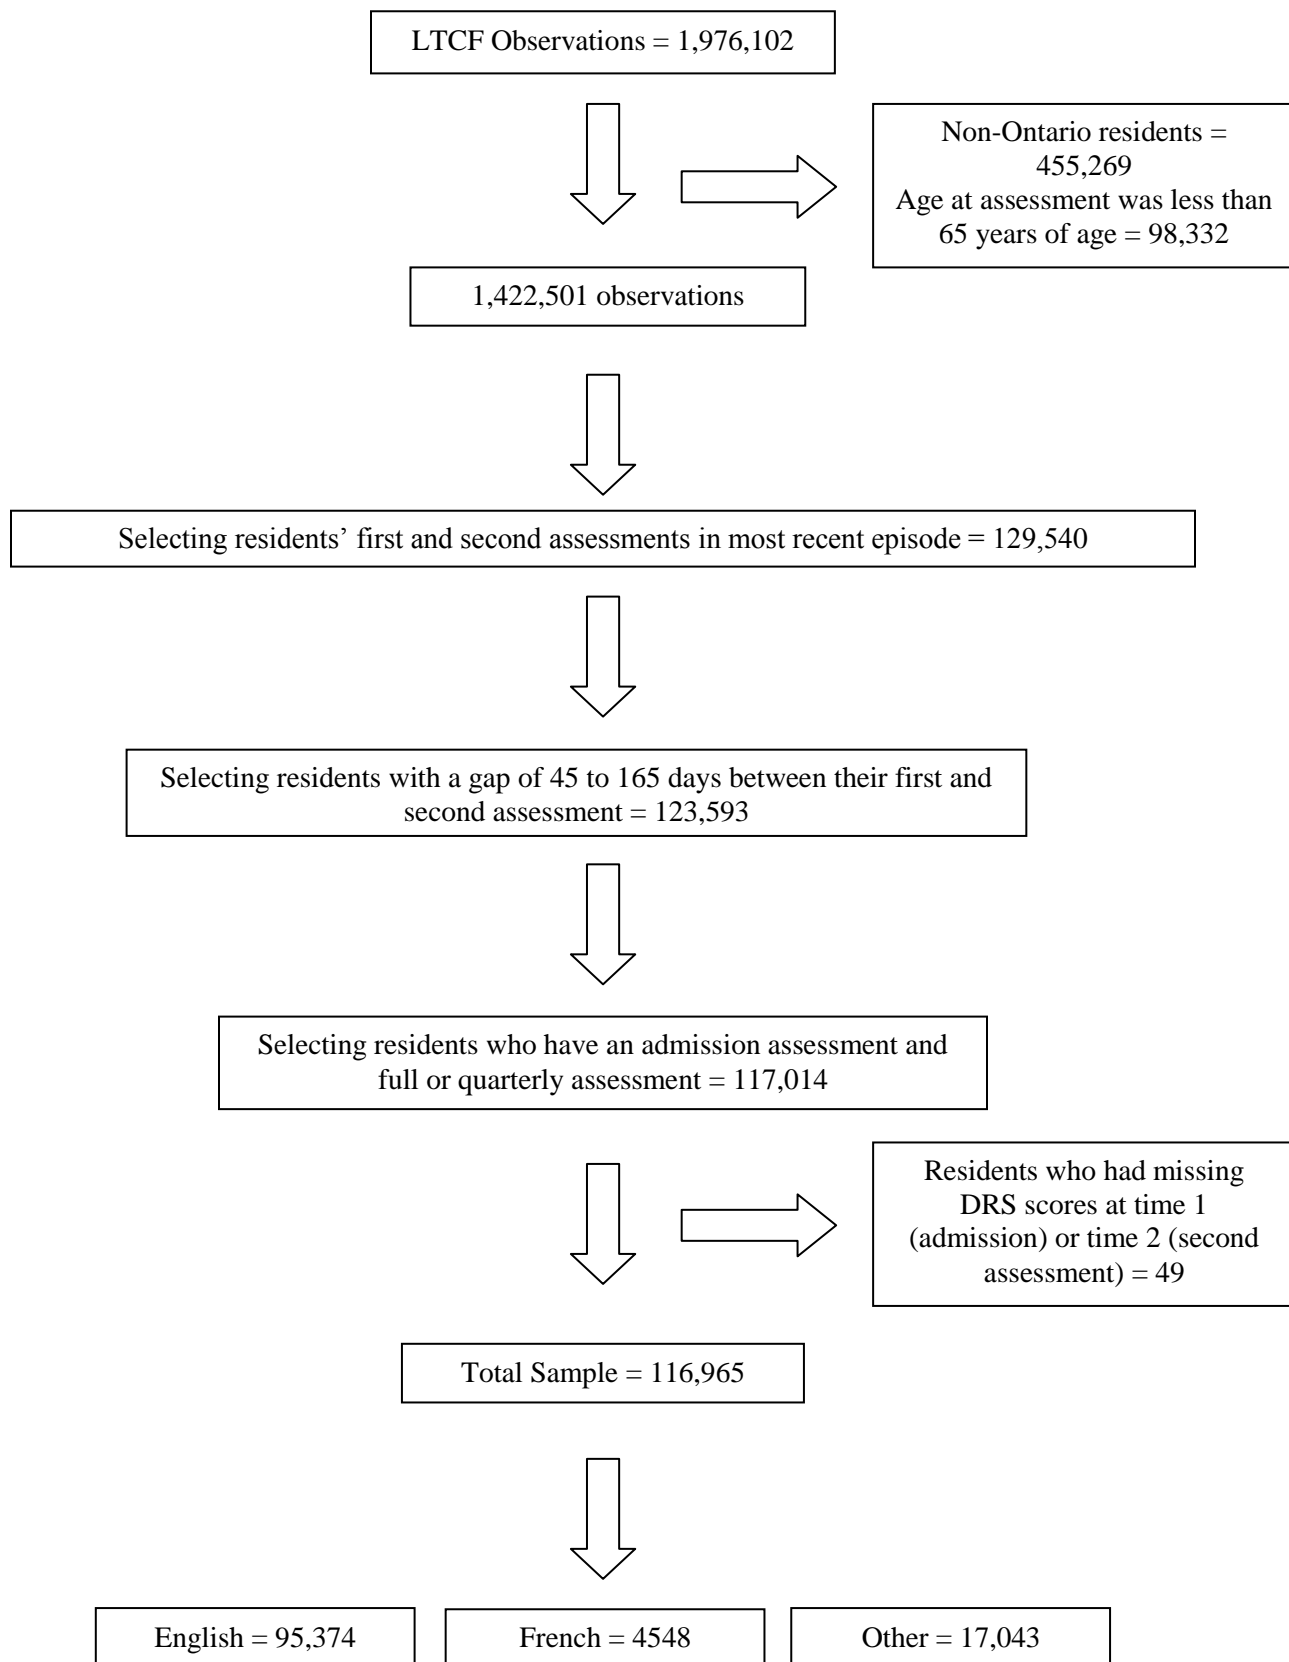 LTCF Observations = 1,976,102
Non-Ontario residents =
455,269
Age at assessment was less than
65 years of age = 98,332
1,422,501 observations
Selecting residents’ first and second assessments in most recent episode = 129,540
Selecting residents with a gap of 45 to 165 days between their first and
second assessment = 123,593
Selecting residents who have an admission assessment and
full or quarterly assessment = 117,014
Residents who had missing
DRS scores at time 1
(admission) or time 2 (second
assessment) = 49
Total Sample = 116,965
English = 95,374
French = 4548
Other = 17,043